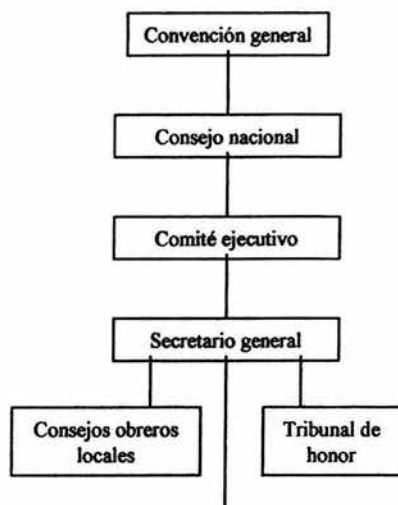 Convención general
Consejo nacional
Comité ejecutivo
Secretario general
Consejos obreros
locales
Tribunal de
honor